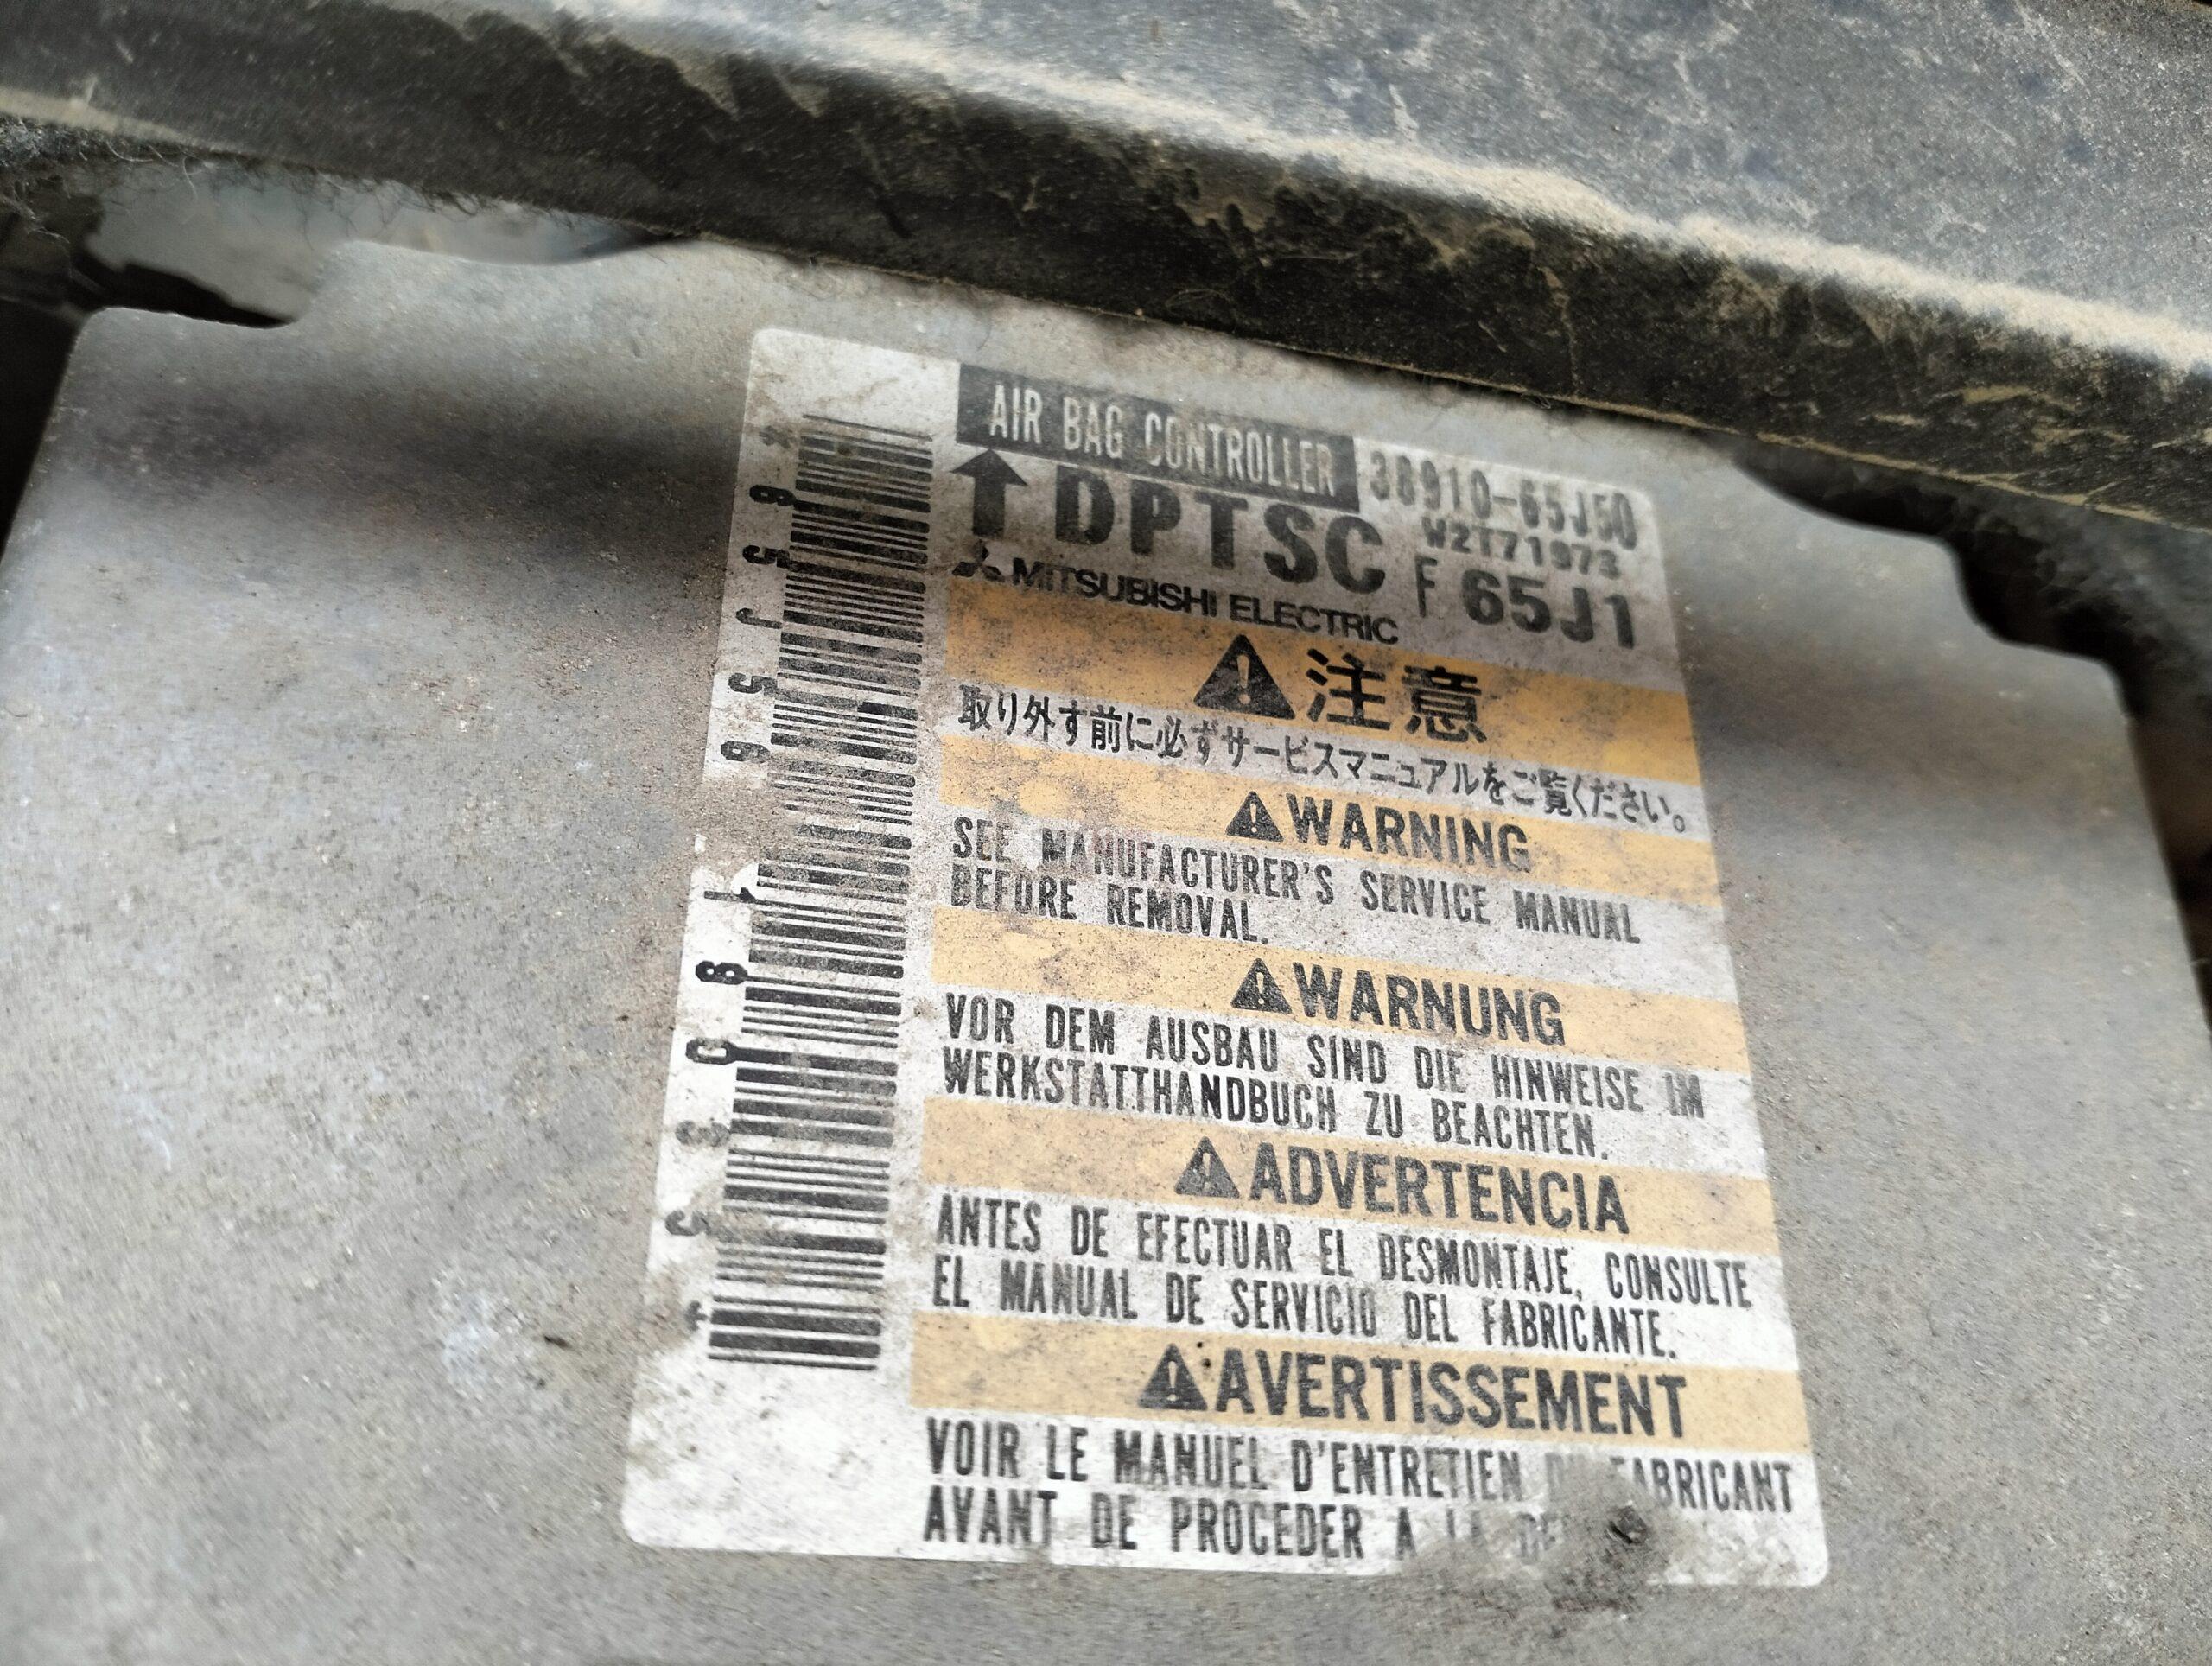 AIR BAG CONTROLLER 38910-65J50
DPTSC
W2T71973
F 65J1
MITSUBISHI ELECTRIC
注意
取り外す前に必ずサービスマニュアルをご覧ください。
WARNING
SEE MANUFACTURER'S SERVICE MANUAL
BEFORE REMOVAL.
WARNUNG
VOR DEM AUSBAU SIND DIE HINWEISE IM
WERKSTATTHANDBUCH ZU BEACHTEN.
ADVERTENCIA
ANTES DE EFECTUAR EL DESMONTAJE, CONSULTE
EL MANUAL DE SERVICIO DEL FABRICANTE.
AVERTISSEMENT
VOIR LE MANUEL D'ENTRETIEN FABRICANT
AVANT DE PROCEDER A LA